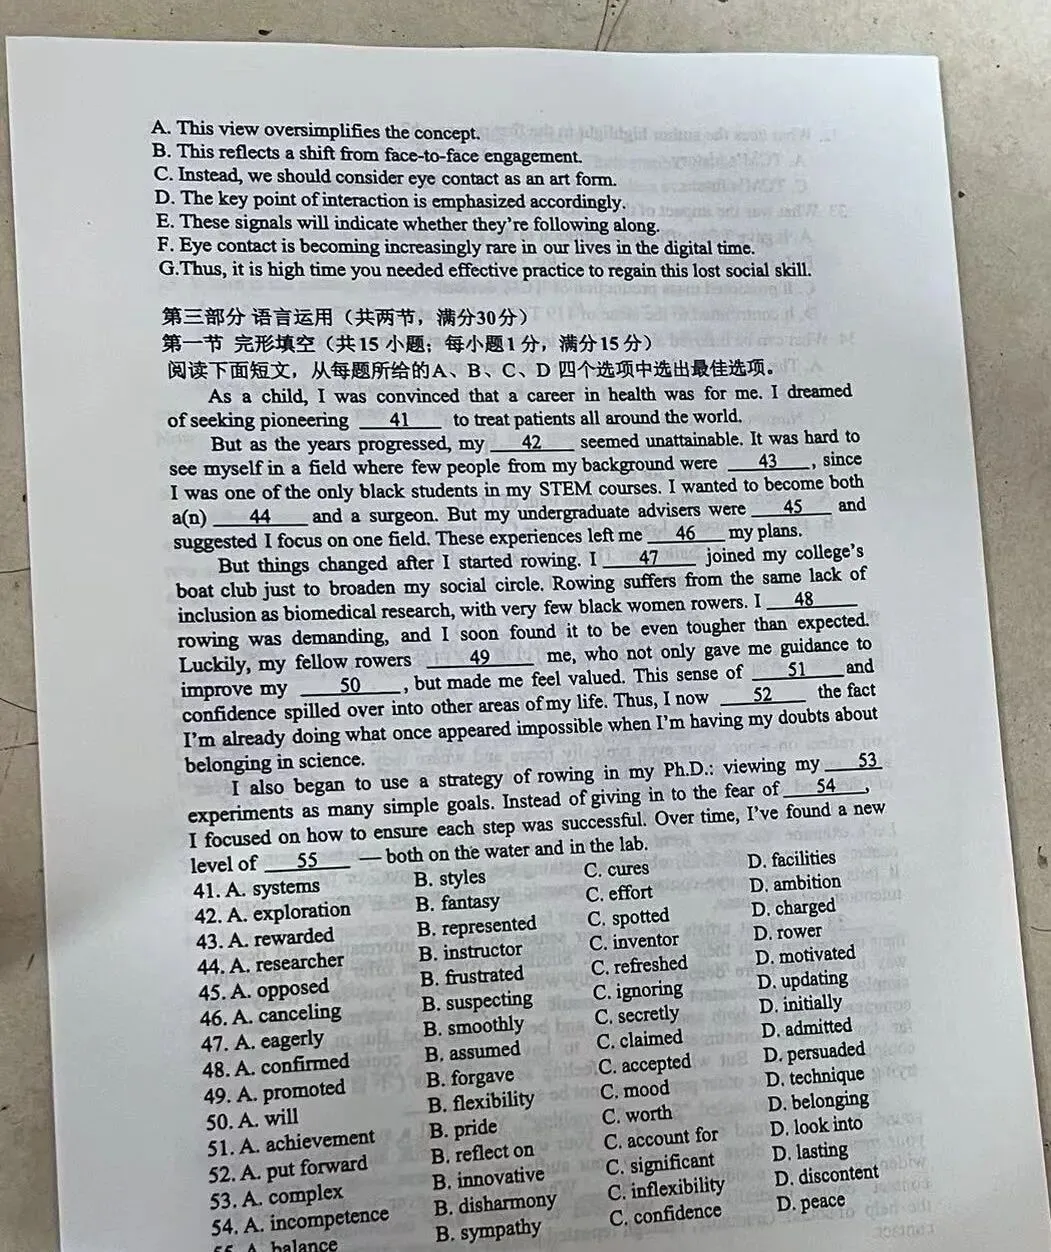 A. This view oversimplifies the concept.
B. This reflects a shift from face-to-face engagement.
C. Instead, we should consider eye contact as an art form.
D. The key point of interaction is emphasized accordingly.
E. These signals will indicate whether they're following along.
F. Eye contact is becoming increasingly rare in our lives in the digital time.
G.Thus, it is high time you needed effective practice to regain this lost social skill.
第三部分 语言运用（共两节，满分30分）
第一节 完形填空（共15 小题；每小题1分，满分15分）
阅读下面短文，从每题所给的A、B、C、D 四个选项中选出最佳选项。
As a child, I was convinced that a career in health was for me. I dreamed
of seeking pioneering 41 to treat patients all around the world.
But as the years progressed, my 42 seemed unattainable. It was hard to
see myself in a field where few people from my background were 43, since
I was one of the only black students in my STEM courses. I wanted to become both
a(n) 44 and a surgeon. But my undergraduate advisers were 45 and
suggested I focus on one field. These experiences left me 46 my plans.
But things changed after I started rowing. I 47 joined my college's
boat club just to broaden my social circle. Rowing suffers from the same lack of
inclusion as biomedical research, with very few black women rowers. I 48
rowing was demanding, and I soon found it to be even tougher than expected.
Luckily, my fellow rowers 49 me, who not only gave me guidance to
improve my 50, but made me feel valued. This sense of 51 and
confidence spilled over into other areas of my life. Thus, I now 52 the fact
I'm already doing what once appeared impossible when I'm having my doubts about
belonging in science.
I also began to use a strategy of rowing in my Ph.D.: viewing my 53
experiments as many simple goals. Instead of giving in to the fear of 54,
I focused on how to ensure each step was successful. Over time, I've found a new
level of 55 — both on the water and in the lab.
41. A. systems B. styles C. cures D. facilities
42. A. exploration B. fantasy C. effort D. ambition
43. A. rewarded B. represented C. spotted D. charged
44. A. researcher B. instructor C. inventor D. rower
45. A. opposed B. frustrated C. refreshed D. motivated
46. A. canceling B. suspecting C. ignoring D. updating
47. A. eagerly B. smoothly C. secretly D. initially
48. A. confirmed B. assumed C. claimed D. admitted
49. A. promoted B. forgave C. accepted D. persuaded
50. A. will B. flexibility C. mood D. technique
51. A. achievement B. pride C. worth D. belonging
52. A. put forward B. reflect on C. account for D. look into
53. A. complex B. innovative C. significant D. lasting
54. A. incompetence B. disharmony C. inflexibility D. discontent
55. A. balance B. sympathy C. confidence D. peace